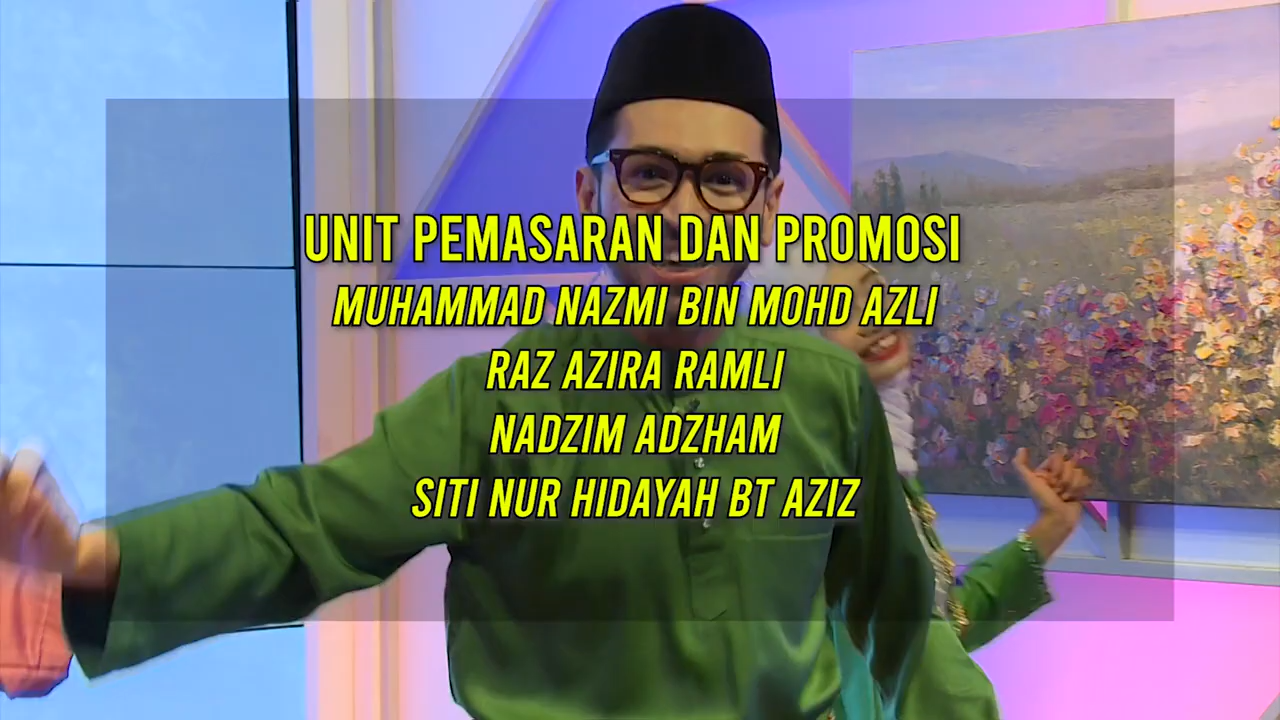 UNIT PEMASARAN DAN PROMOSI
MUHAMMAD NAZMI BIN MOHD AZLI
RAZ AZIRA RAMLI
NADZIM ADZHAM
SITI NUR HIDAYAH BT AZIZ